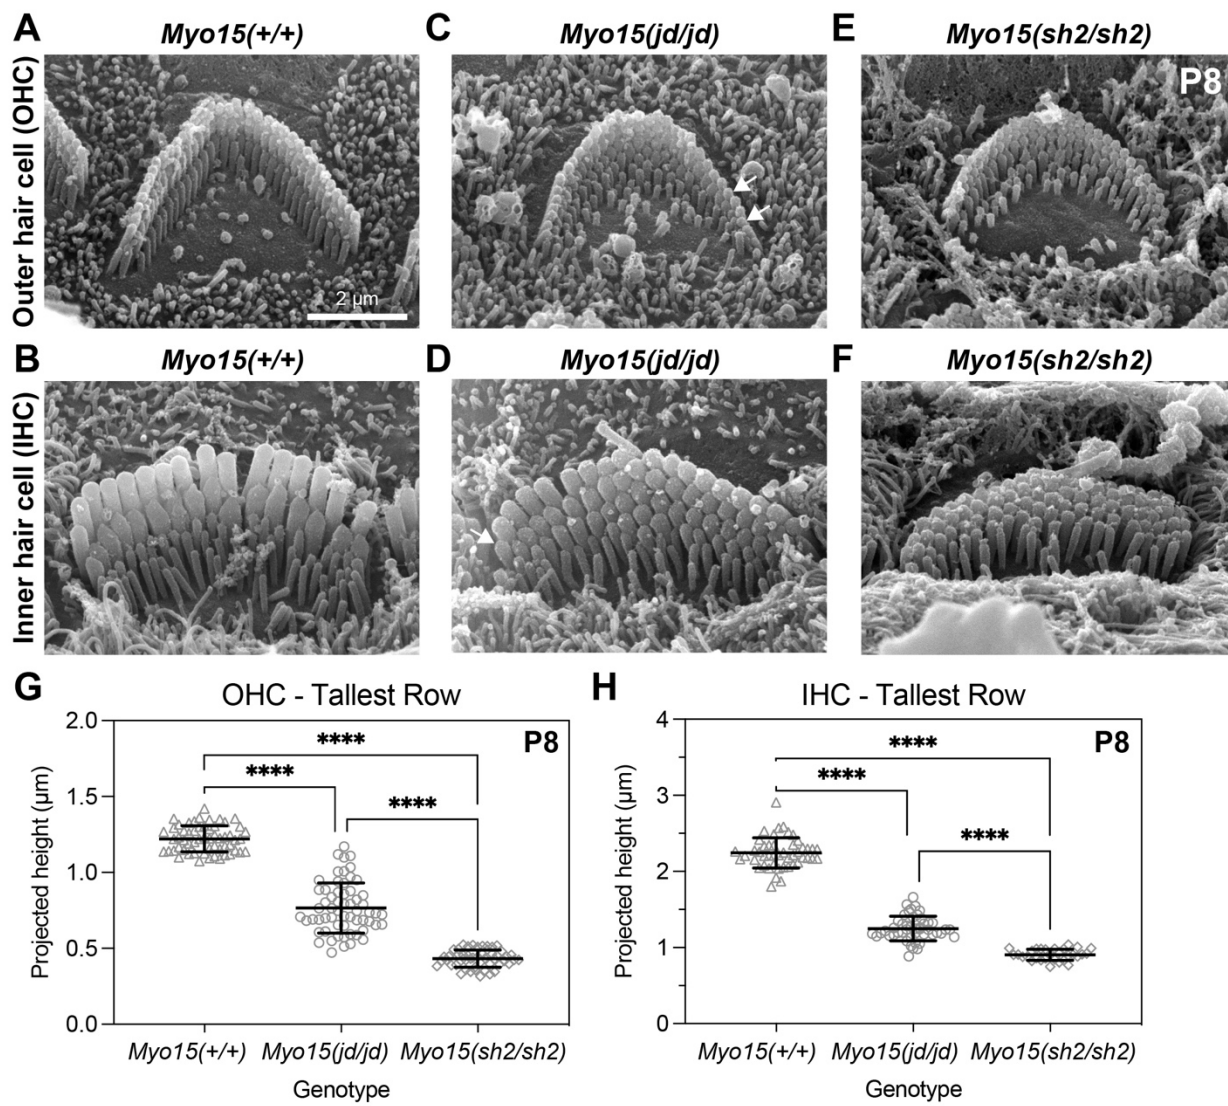 A
Myo15(+/+)
C
Myo15(jd/jd)
E
Myo15(sh2/sh2)
Outer hair cell (OHC)
P8
2 µm
B
Myo15(+/+)
D
Myo15(jd/jd)
F
Myo15(sh2/sh2)
Inner hair cell (IHC)
G
OHC - Tallest Row
P8
Projected height (µm)
2.0
1.5
1.0
0.5
0.0
****
****
****
Myo15(+/+)
Myo15(jd/jd)
Myo15(sh2/sh2)
Genotype
H
IHC - Tallest Row
P8
Projected height (µm)
4
3
2
1
0
****
****
****
Myo15(+/+)
Myo15(jd/jd)
Myo15(sh2/sh2)
Genotype